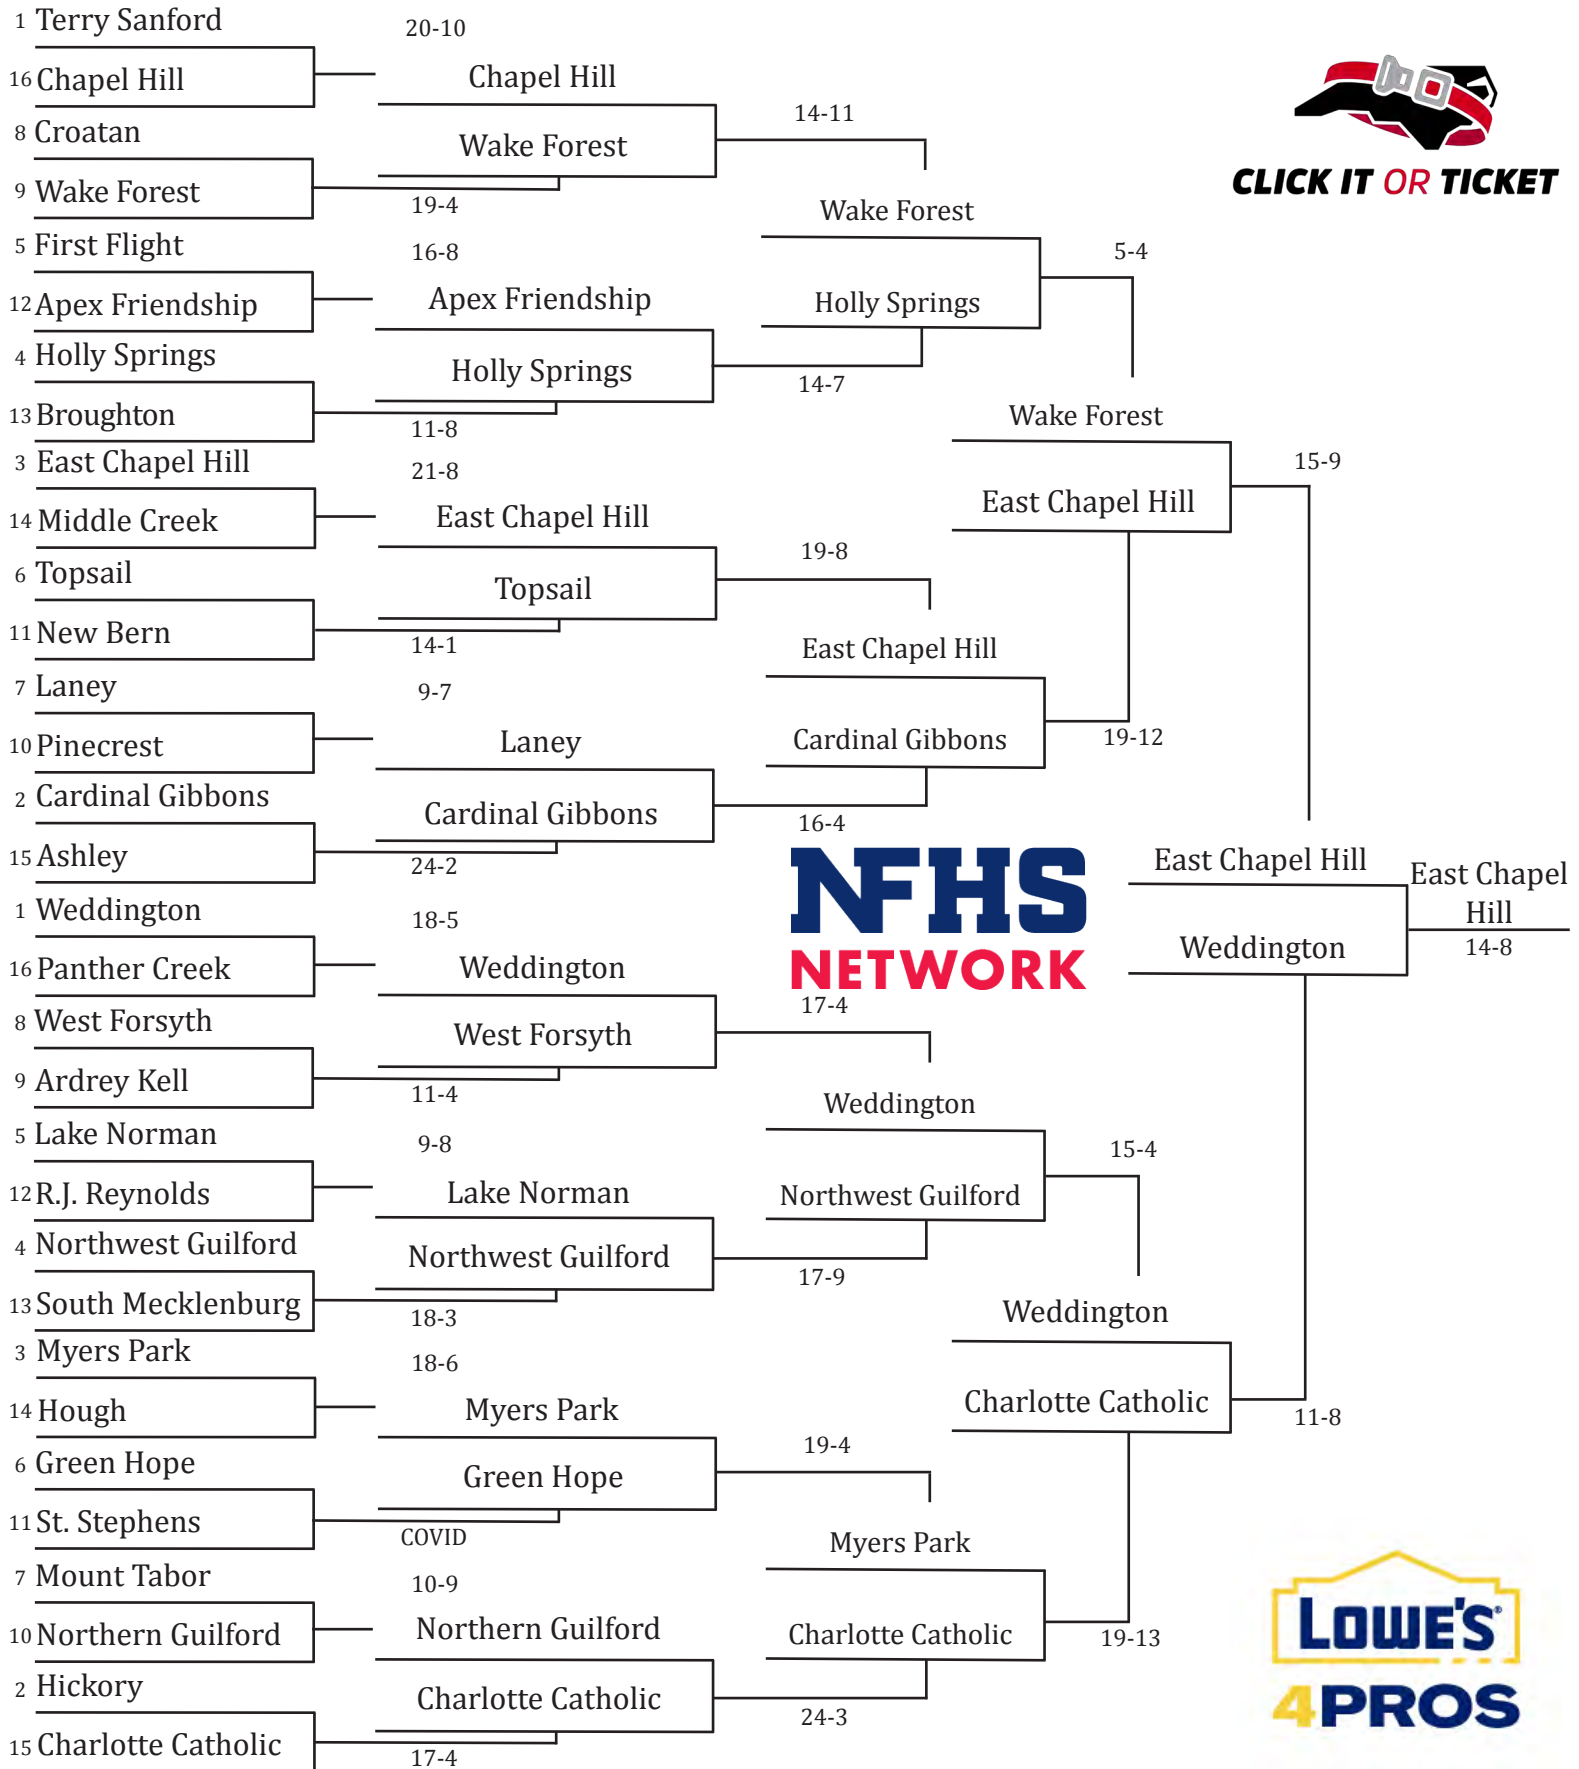 1 Terry Sanford
20-10
16 Chapel Hill
Chapel Hill
8 Croatan
14-11
Wake Forest
9 Wake Forest
19-4
CLICK IT OR TICKET
Wake Forest
5 First Flight
16-8
5-4
12 Apex Friendship
Apex Friendship
Holly Springs
4 Holly Springs
Holly Springs
14-7
13 Broughton
11-8
Wake Forest
3 East Chapel Hill
21-8
15-9
14 Middle Creek
East Chapel Hill
East Chapel Hill
6 Topsail
19-8
Topsail
11 New Bern
14-1
East Chapel Hill
7 Laney
9-7
10 Pinecrest
Laney
Cardinal Gibbons
19-12
2 Cardinal Gibbons
Cardinal Gibbons
16-4
15 Ashley
24-2
NFHS
NETWORK
East Chapel Hill
East Chapel
Hill
14-8
Weddington
1 Weddington
18-5
16 Panther Creek
Weddington
17-4
8 West Forsyth
West Forsyth
9 Ardrey Kell
11-4
Weddington
5 Lake Norman
9-8
15-4
12 R.J. Reynolds
Lake Norman
Northwest Guilford
4 Northwest Guilford
Northwest Guilford
17-9
13 South Mecklenburg
18-3
Weddington
3 Myers Park
18-6
14 Hough
Myers Park
Charlotte Catholic
11-8
6 Green Hope
19-4
Green Hope
11 St. Stephens
COVID
Myers Park
7 Mount Tabor
10-9
10 Northern Guilford
Northern Guilford
Charlotte Catholic
19-13
2 Hickory
Charlotte Catholic
24-3
15 Charlotte Catholic
17-4
LOWE'S
4PROS